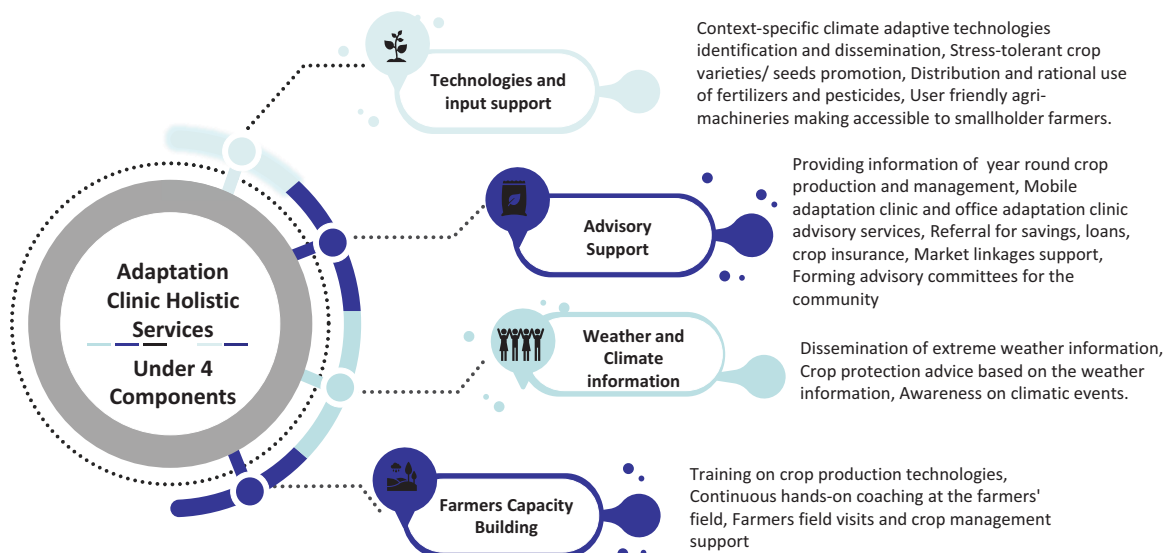 Adaptation
Clinic Holistic
Services
Under 4
Components
Technologies and
input support
Context-specific climate adaptive technologies
identification and dissemination, Stress-tolerant crop
varieties/ seeds promotion, Distribution and rational use
of fertilizers and pesticides, User friendly agri-
machineries making accessible to smallholder farmers.
Advisory
Support
Providing information of  year round crop
production and management, Mobile
adaptation clinic and office adaptation clinic
advisory services, Referral for savings, loans,
crop insurance, Market linkages support,
Forming advisory committees for the
community
Weather and
Climate
information
Dissemination of extreme weather information,
Crop protection advice based on the weather
information, Awareness on climatic events.
Farmers Capacity
Building
Training on crop production technologies,
Continuous hands-on coaching at the farmers'
field, Farmers field visits and crop management
support